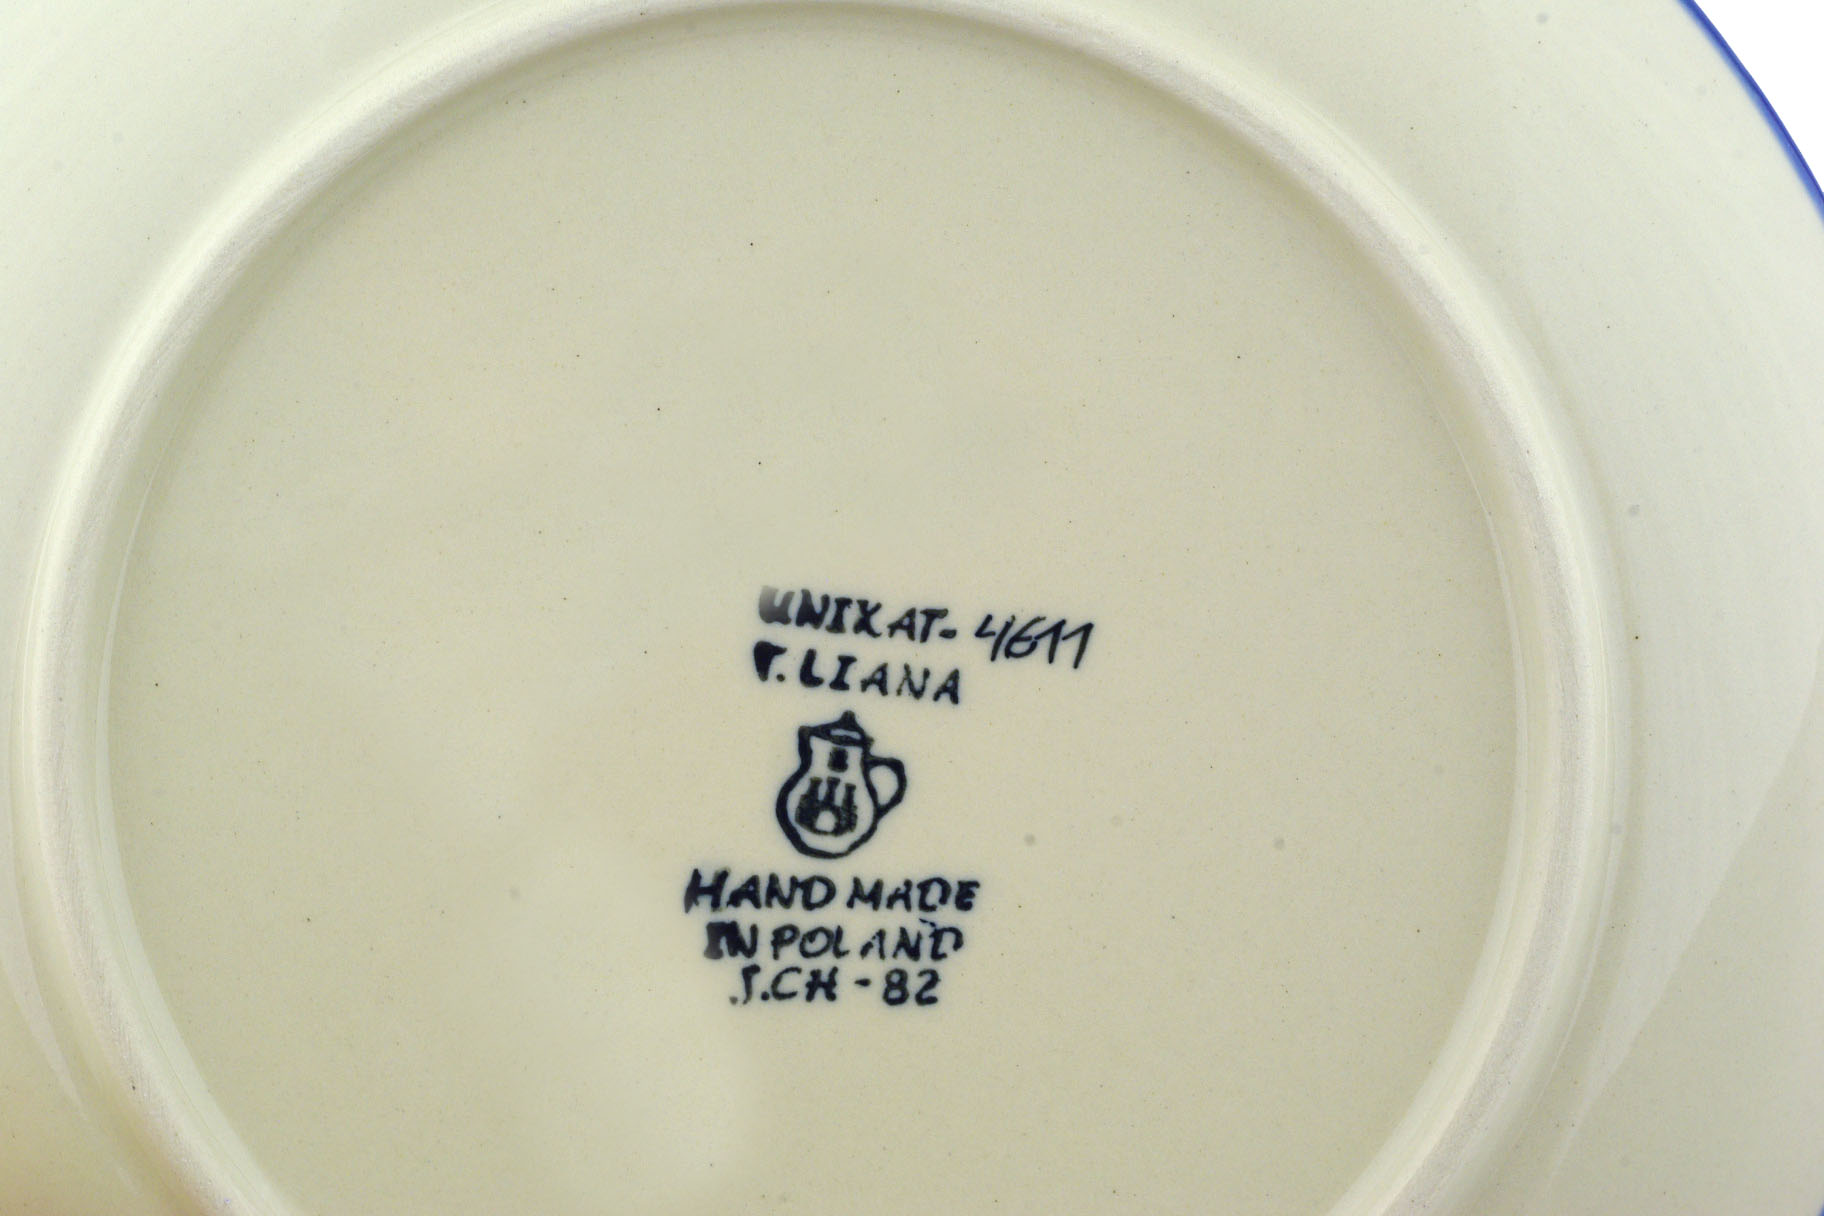 UNIKAT- 4611
T. LIANA
HAND MADE
IN POLAND
J.CH - 82